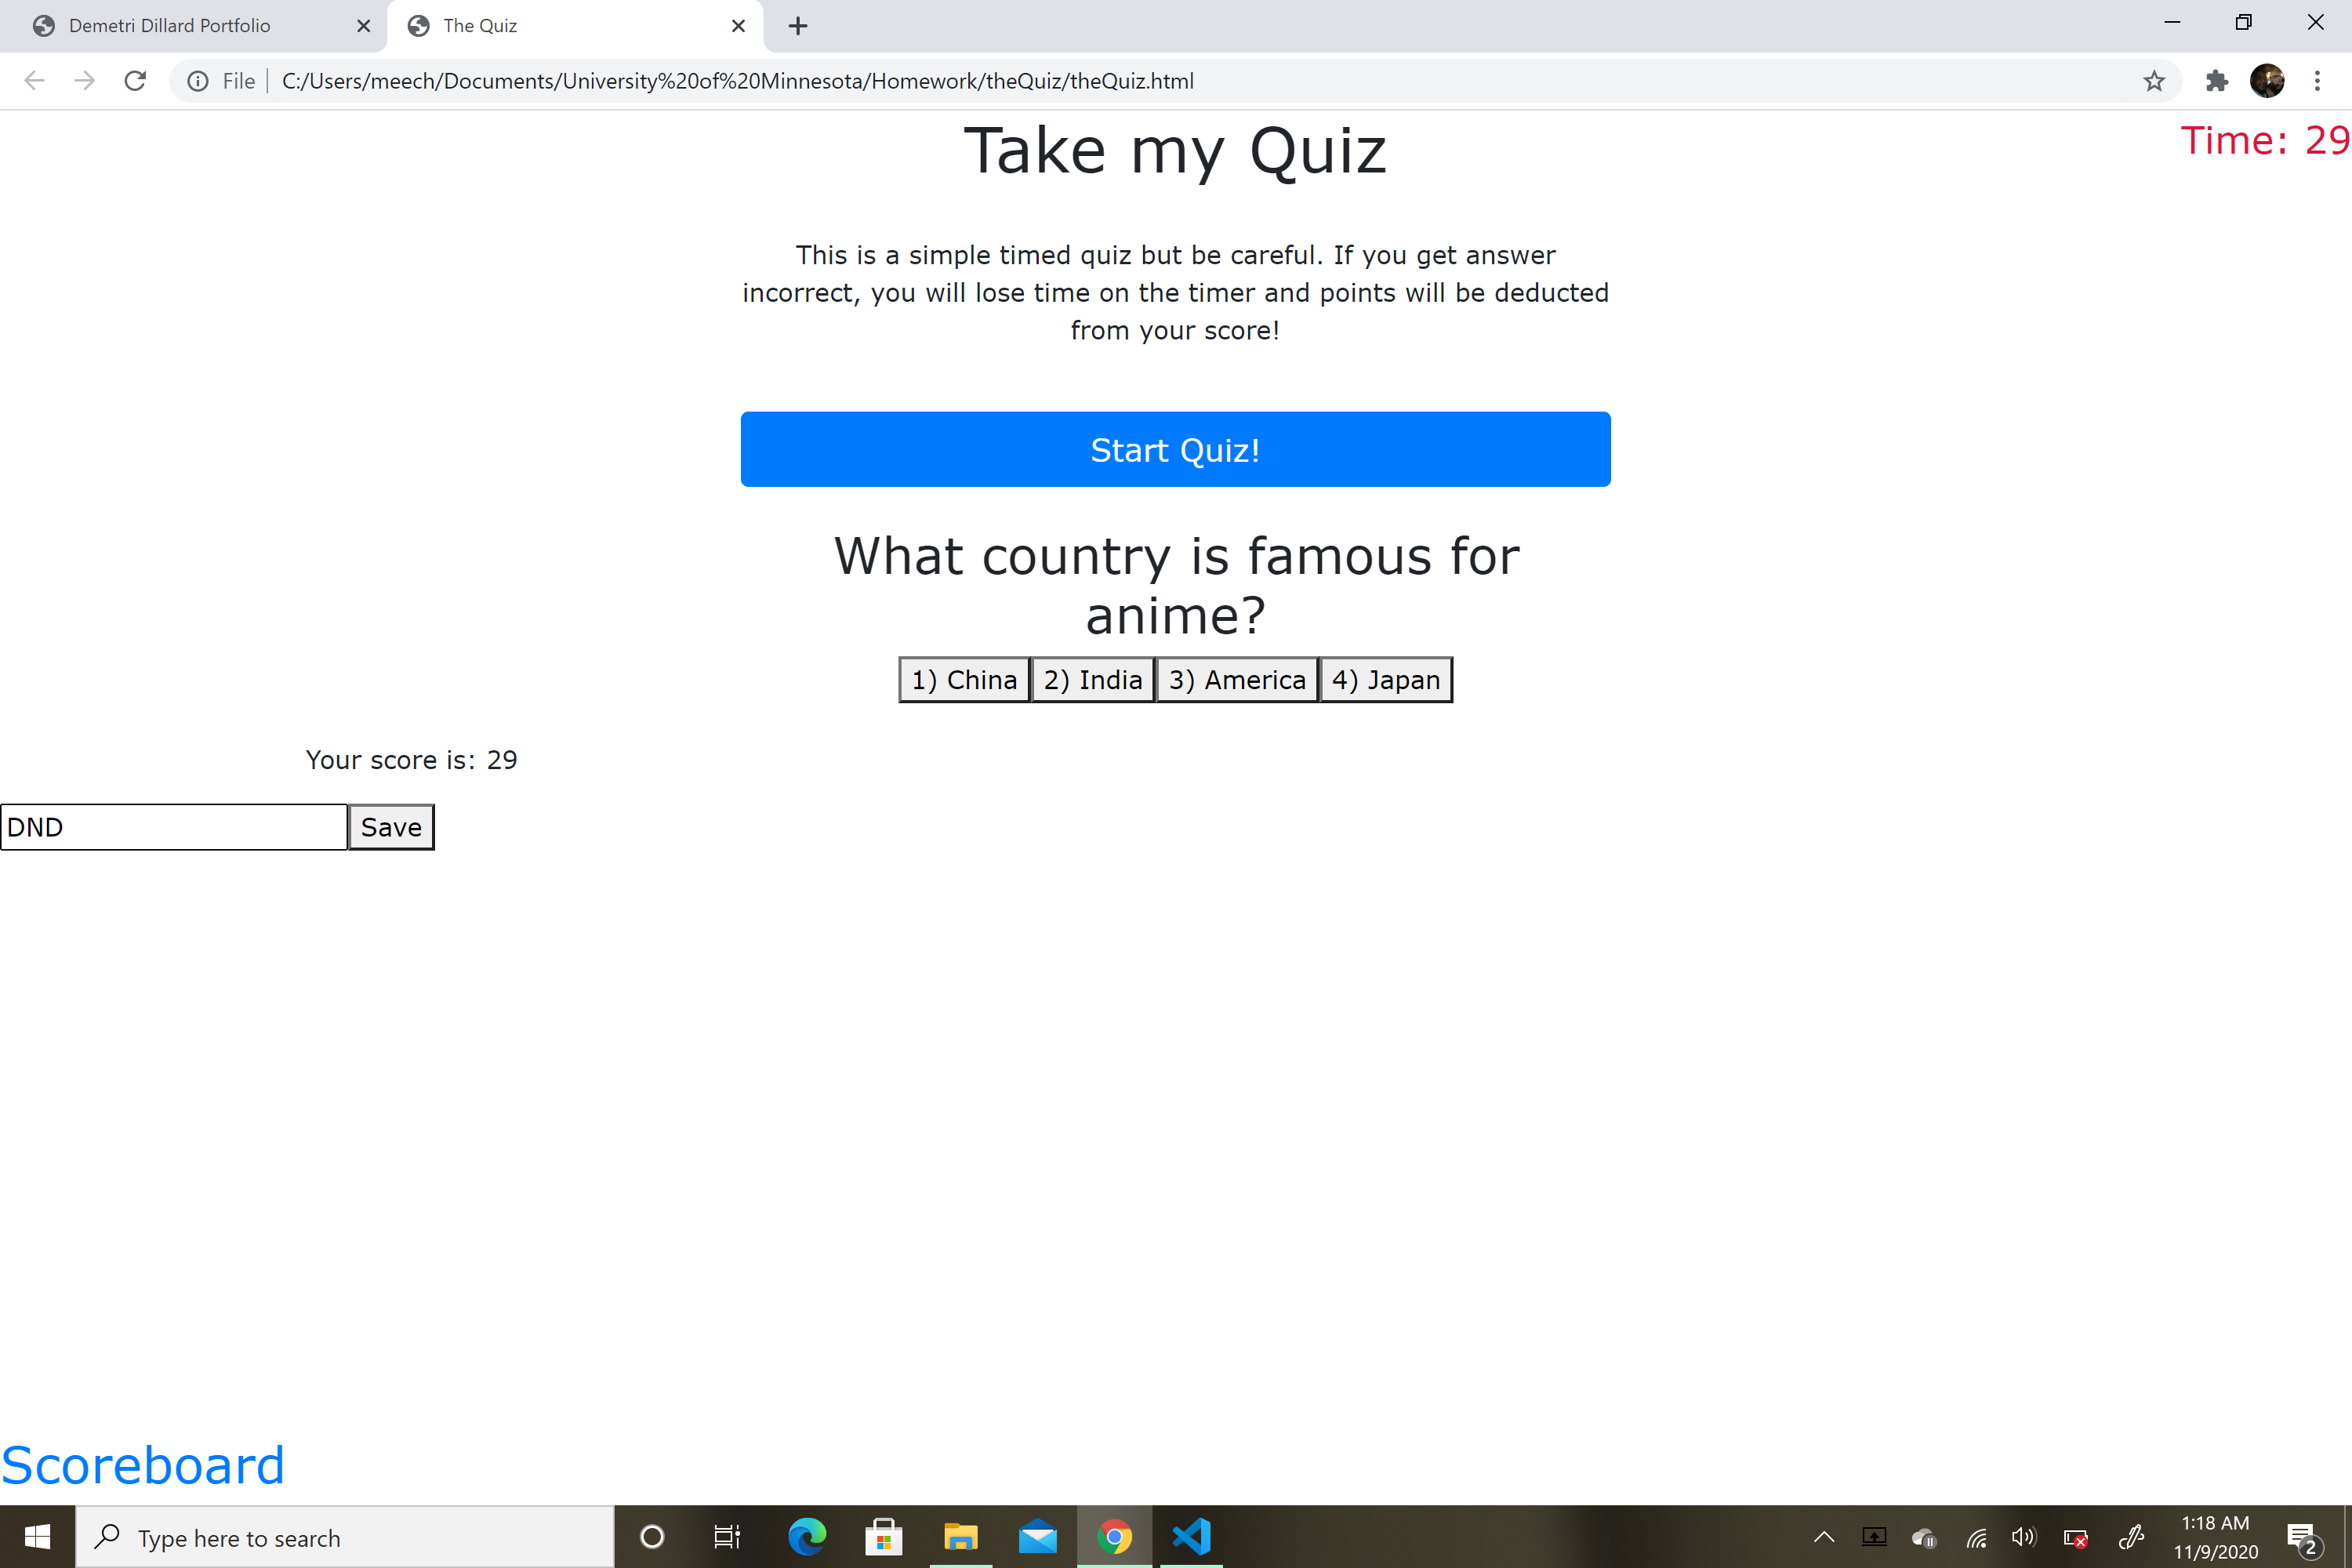 Demetri Dillard Portfolio
The Quiz
File
C:/Users/meech/Documents/University%20of%20Minnesota/Homework/theQuiz/theQuiz.html
Take my Quiz
Time: 29
This is a simple timed quiz but be careful. If you get answer
incorrect, you will lose time on the timer and points will be deducted
from your score!
Start Quiz!
What country is famous for
anime?
1) China
2) India
3) America
4) Japan
Your score is: 29
DND
Save
Scoreboard
Type here to search
1:18 AM
11/9/2020
2